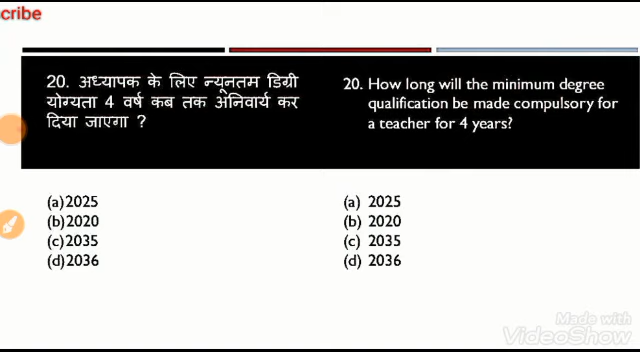 cribe
20. अध्यापक के लिए न्यूनतम डिग्री
योग्यता 4 वर्ष कब तक अनिवार्य कर
दिया जाएगा ?
20. How long will the minimum degree
qualification be made compulsory for
a teacher for 4 years?
(a)2025
(b)2020
(c)2035
(d)2036
(a) 2025
(b) 2020
(c) 2035
(d) 2036
Made with
VideoShow